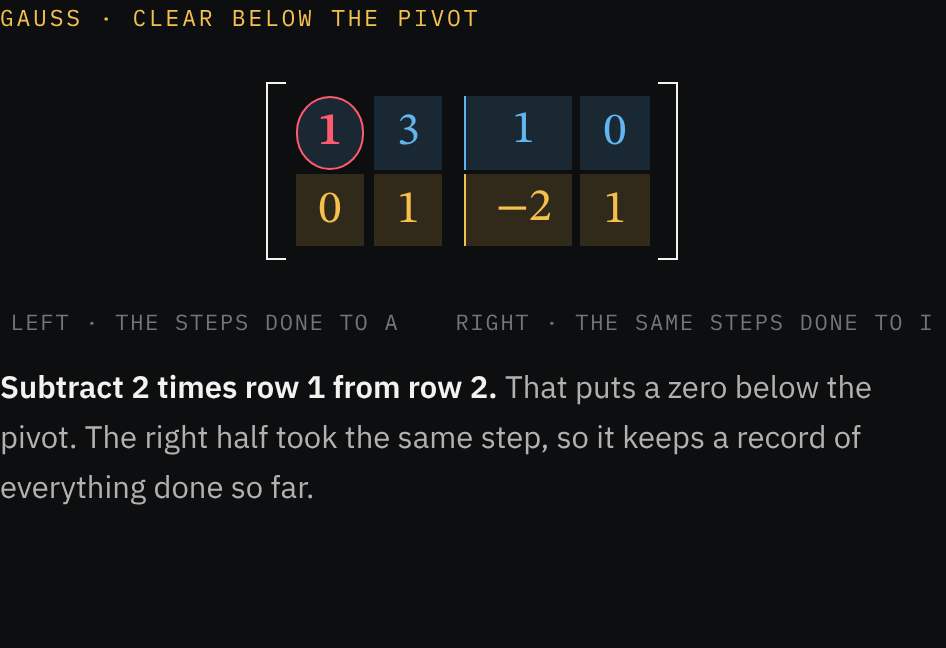 GAUSS · CLEAR BELOW THE PIVOT
1 3 1 0
0 1 −2 1
LEFT · THE STEPS DONE TO A RIGHT · THE SAME STEPS DONE TO I
Subtract 2 times row 1 from row 2. That puts a zero below the
pivot. The right half took the same step, so it keeps a record of
everything done so far.